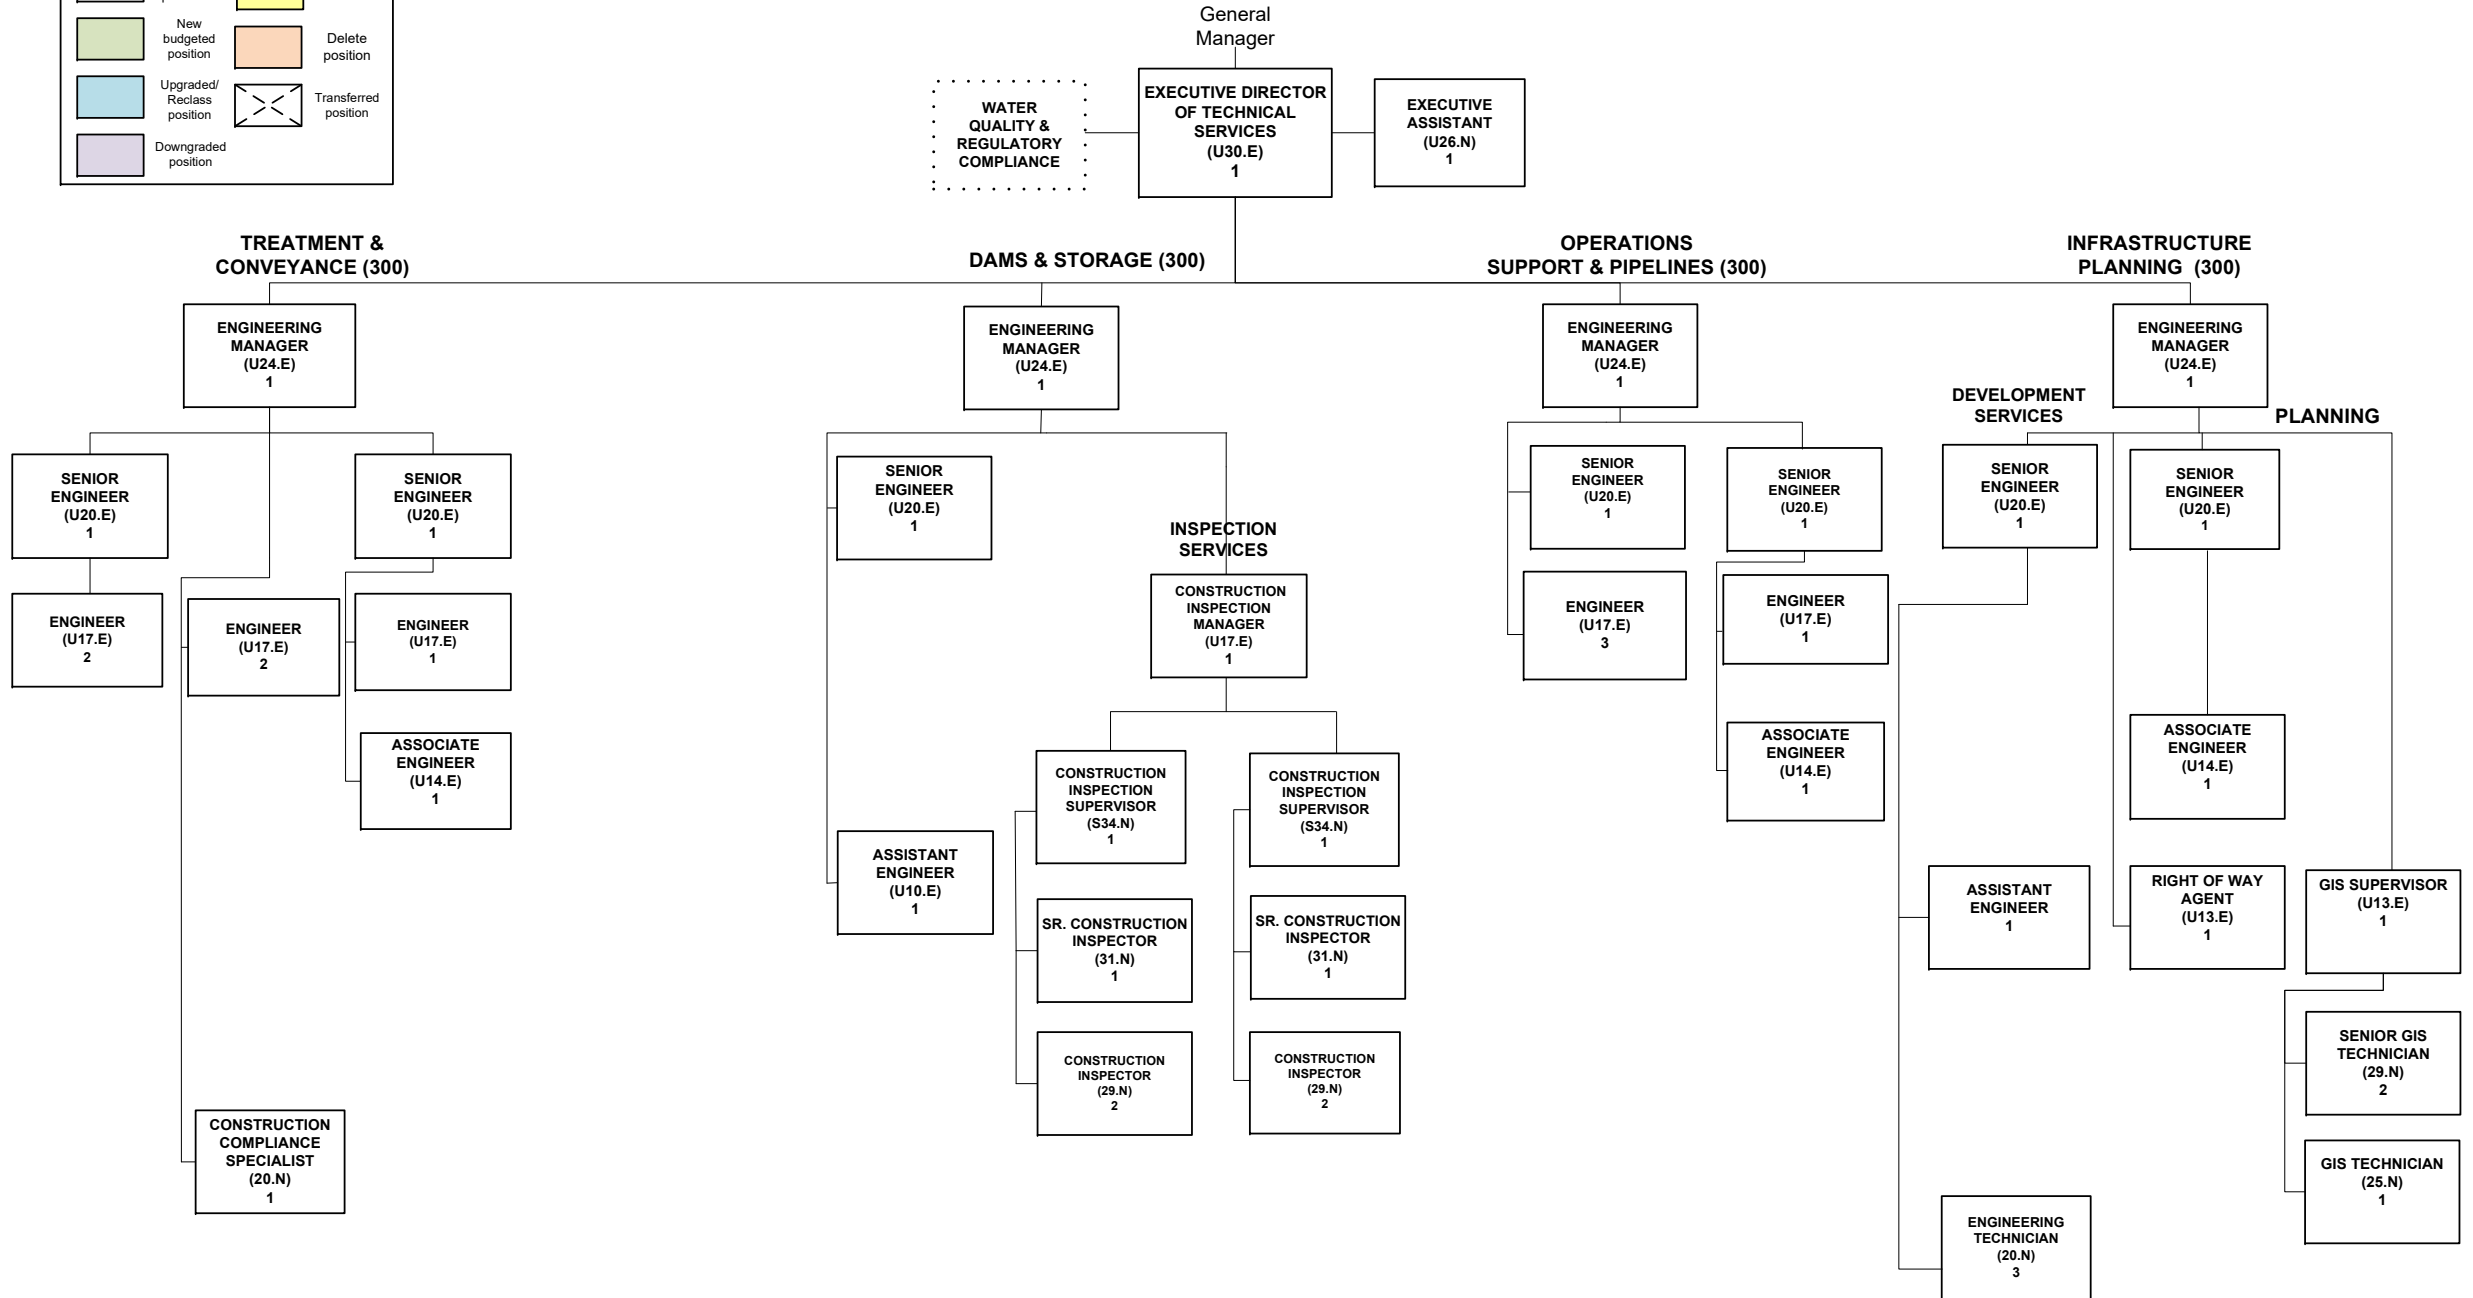 New
budgeted
position
Delete
position
Upgraded/
Reclass
position
Transferred
position
Downgraded
position
General
Manager
WATER
QUALITY &
REGULATORY
COMPLIANCE
EXECUTIVE DIRECTOR
OF TECHNICAL
SERVICES
(U30.E)
1
EXECUTIVE
ASSISTANT
(U26.N)
1
TREATMENT &
CONVEYANCE (300)
DAMS & STORAGE (300)
OPERATIONS
SUPPORT & PIPELINES (300)
INFRASTRUCTURE
PLANNING (300)
ENGINEERING
MANAGER
(U24.E)
1
ENGINEERING
MANAGER
(U24.E)
1
ENGINEERING
MANAGER
(U24.E)
1
ENGINEERING
MANAGER
(U24.E)
1
DEVELOPMENT
SERVICES
PLANNING
SENIOR
ENGINEER
(U20.E)
1
SENIOR
ENGINEER
(U20.E)
1
SENIOR
ENGINEER
(U20.E)
1
SENIOR
ENGINEER
(U20.E)
1
SENIOR
ENGINEER
(U20.E)
1
SENIOR
ENGINEER
(U20.E)
1
SENIOR
ENGINEER
(U20.E)
1
INSPECTION
SERVICES
ENGINEER
(U17.E)
2
ENGINEER
(U17.E)
2
ENGINEER
(U17.E)
1
CONSTRUCTION
INSPECTION
MANAGER
(U17.E)
1
ENGINEER
(U17.E)
3
ENGINEER
(U17.E)
1
ASSOCIATE
ENGINEER
(U14.E)
1
CONSTRUCTION
INSPECTION
SUPERVISOR
(S34.N)
1
CONSTRUCTION
INSPECTION
SUPERVISOR
(S34.N)
1
ASSOCIATE
ENGINEER
(U14.E)
1
ASSOCIATE
ENGINEER
(U14.E)
1
ASSISTANT
ENGINEER
(U10.E)
1
SR. CONSTRUCTION
INSPECTOR
(31.N)
1
SR. CONSTRUCTION
INSPECTOR
(31.N)
1
ASSISTANT
ENGINEER
1
RIGHT OF WAY
AGENT
(U13.E)
1
GIS SUPERVISOR
(U13.E)
1
CONSTRUCTION
INSPECTOR
(29.N)
2
CONSTRUCTION
INSPECTOR
(29.N)
2
SENIOR GIS
TECHNICIAN
(29.N)
2
CONSTRUCTION
COMPLIANCE
SPECIALIST
(20.N)
1
GIS TECHNICIAN
(25.N)
1
ENGINEERING
TECHNICIAN
(20.N)
3